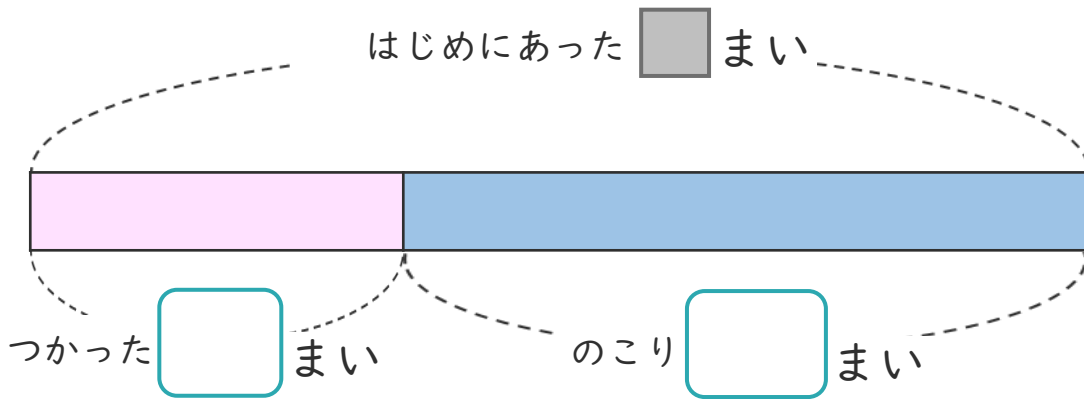 はじめにあった まい
つかった まい
のこり まい